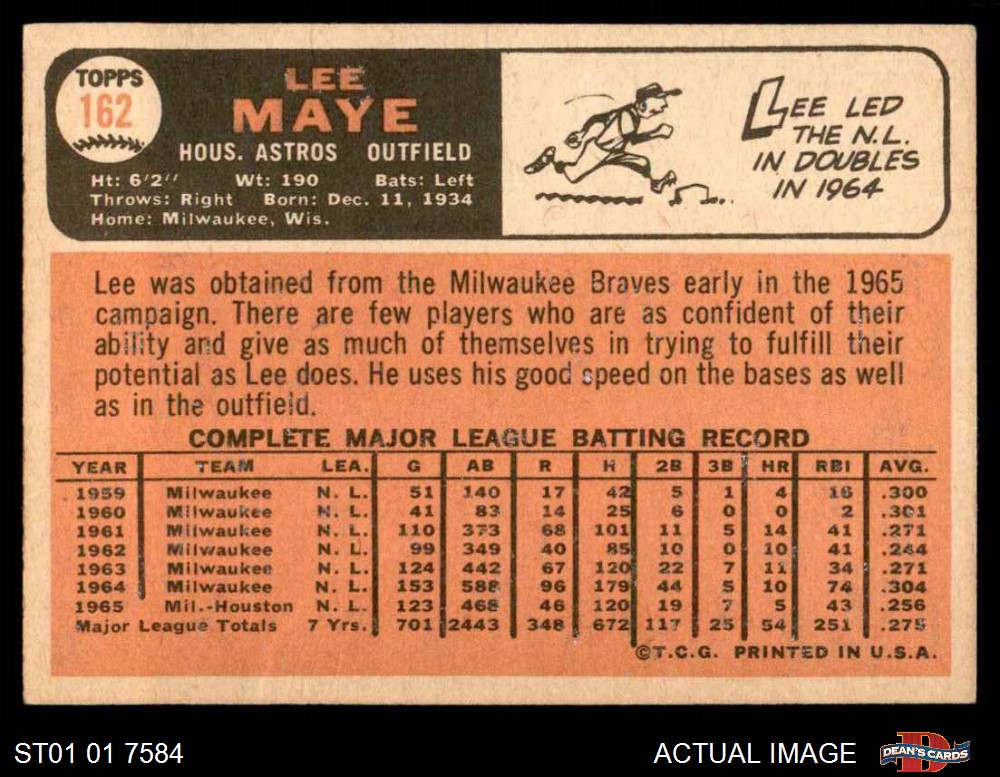 TOPPS
162
LEE
MAYE
HOUS. ASTROS OUTFIELD
Ht: 6'2'' Wt: 190 Bats: Left
Throws: Right Born: Dec. 11, 1934
Home: Milwaukee, Wis.
LEE LED
THE N.L.
IN DOUBLES
IN 1964
Lee was obtained from the Milwaukee Braves early in the 1965
campaign. There are few players who are as confident of their
ability and give as much of themselves in trying to fulfill their
potential as Lee does. He uses his good speed on the bases as well
as in the outfield.
COMPLETE MAJOR LEAGUE BATTING RECORD
YEAR TEAM LEA. G AB R H 2B 3B HR RBI AVG.
1959 Milwaukee N. L. 51 140 17 42 5 1 4 16 .300
1960 Milwaukee N. L. 41 83 14 25 6 0 0 2 .301
1961 Milwaukee N. L. 110 373 68 101 11 5 14 41 .271
1962 Milwaukee N. L. 99 349 40 85 10 0 10 41 .244
1963 Milwaukee N. L. 124 442 67 120 22 7 11 34 .271
1964 Milwaukee N. L. 153 588 96 179 44 5 10 74 .304
1965 Mil.-Houston N. L. 123 468 46 120 19 7 5 43 .256
Major League Totals 7 Yrs. 701 2443 348 672 117 25 54 251 .275
©T.C.G. PRINTED IN U.S.A.
ST01 01 7584
ACTUAL IMAGE
DEAN'S CARDS